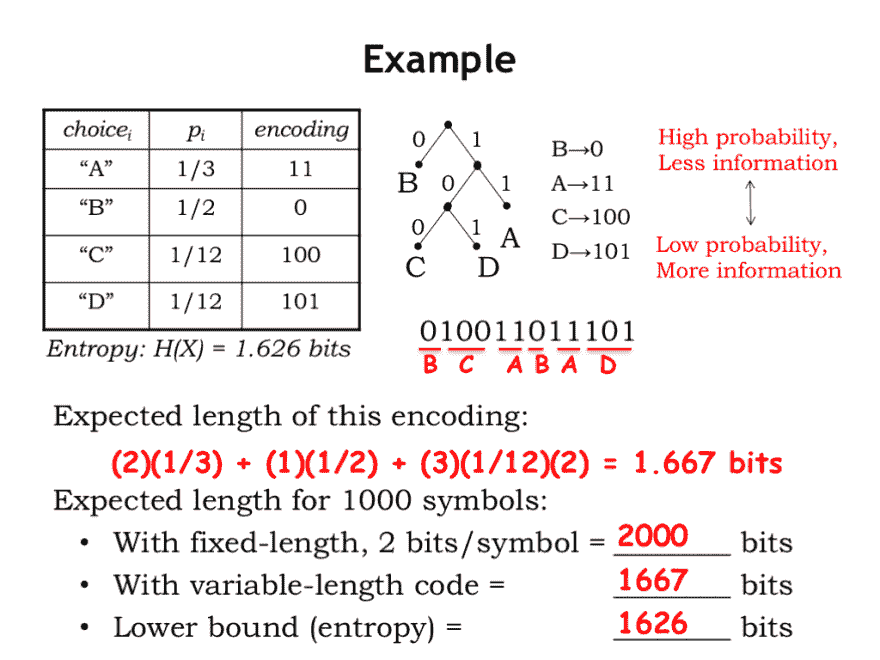 Example
choiceᵢ pᵢ encoding
“A” 1/3 11
“B” 1/2 0
“C” 1/12 100
“D” 1/12 101
Entropy: H(X) = 1.626 bits
0 1
B 0 1
0 1 A
C D
B→0
A→11
C→100
D→101
High probability,
Less information
Low probability,
More information
010011011101
B C A B A D
Expected length of this encoding:
(2)(1/3) + (1)(1/2) + (3)(1/12)(2) = 1.667 bits
Expected length for 1000 symbols:
• With fixed-length, 2 bits/symbol = 2000 bits
• With variable-length code = 1667 bits
• Lower bound (entropy) = 1626 bits